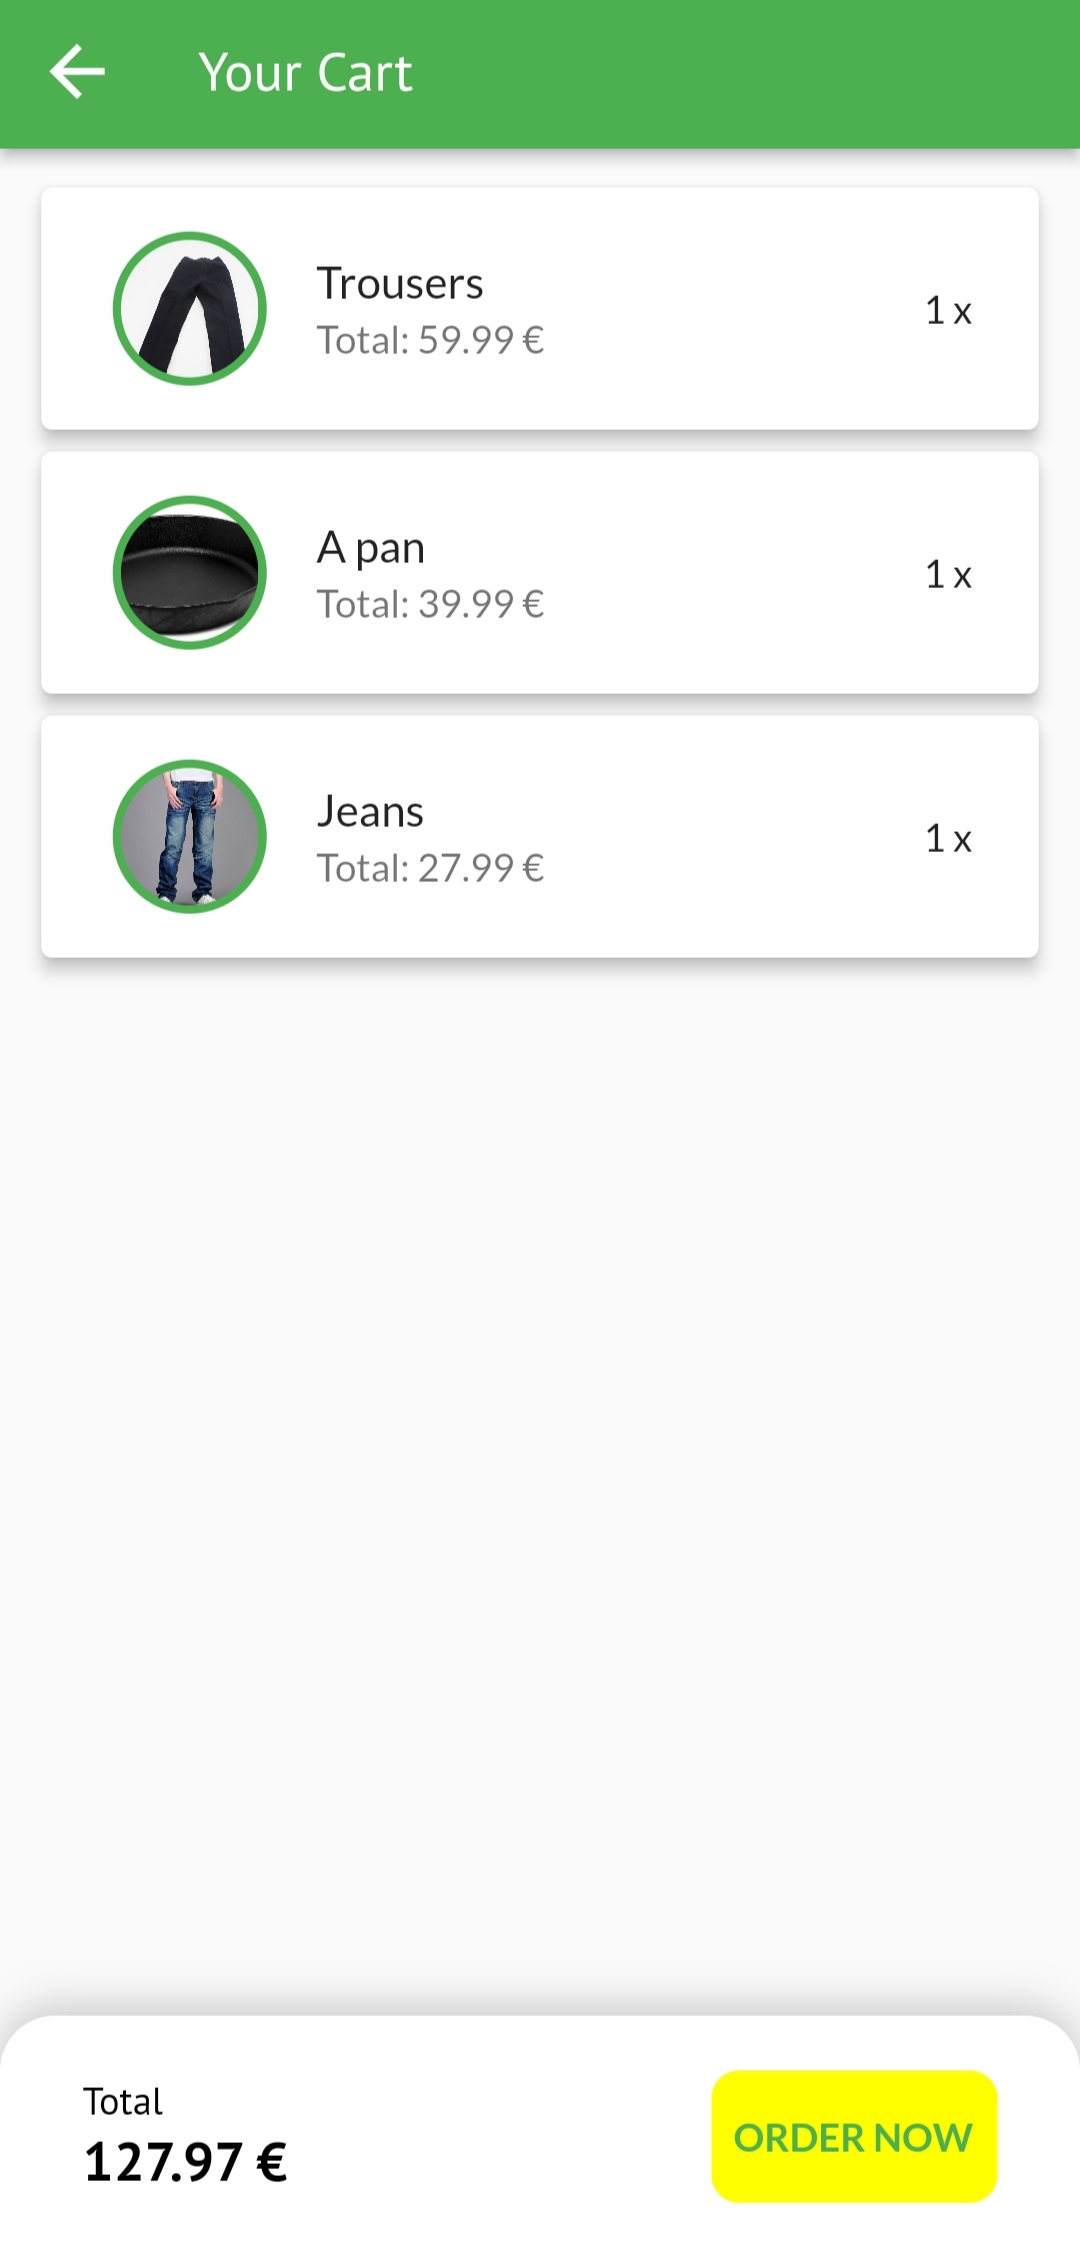 Your Cart
Trousers
Total: 59.99 €
1 x
A pan
Total: 39.99 €
1 x
Jeans
Total: 27.99 €
1 x
Total
127.97 €
ORDER NOW